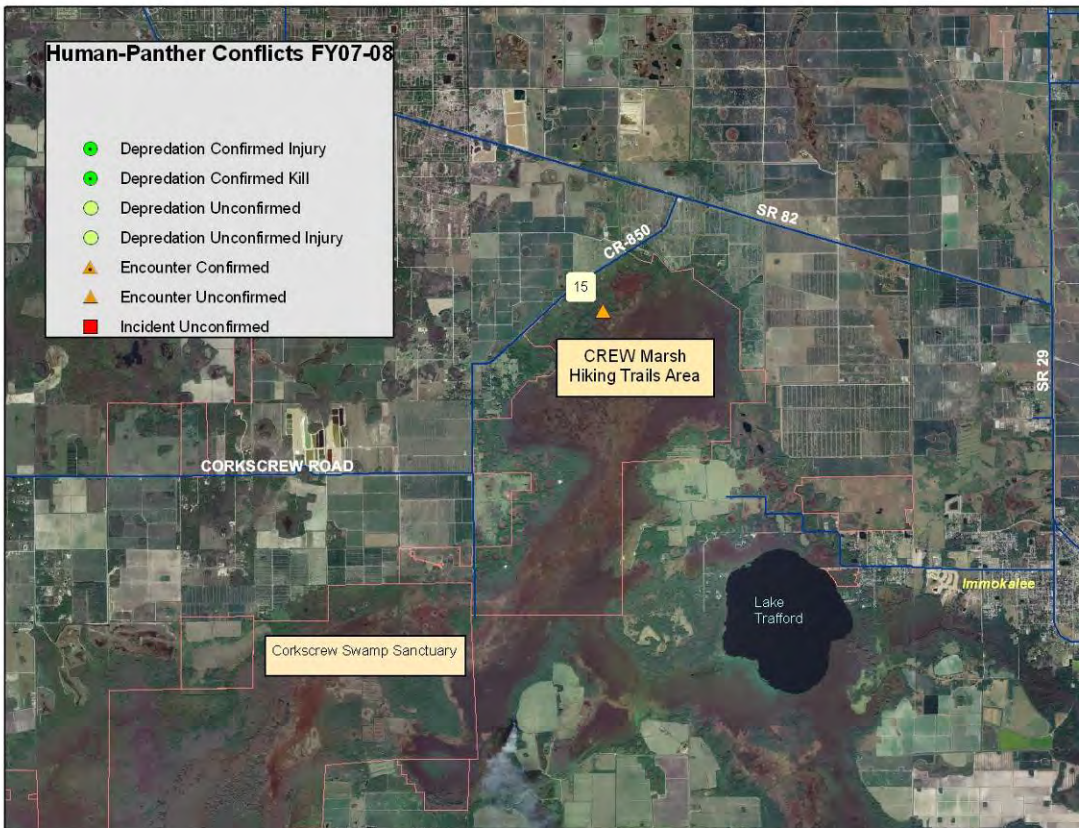 Human-Panther Conflicts FY07-08
Depredation Confirmed Injury
Depredation Confirmed Kill
Depredation Unconfirmed
Depredation Unconfirmed Injury
Encounter Confirmed
Encounter Unconfirmed
Incident Unconfirmed
SR 82
CR-850
15
CREW Marsh
Hiking Trails Area
SR 29
CORKSCREW ROAD
Immokalee
Lake
Trafford
Corkscrew Swamp Sanctuary